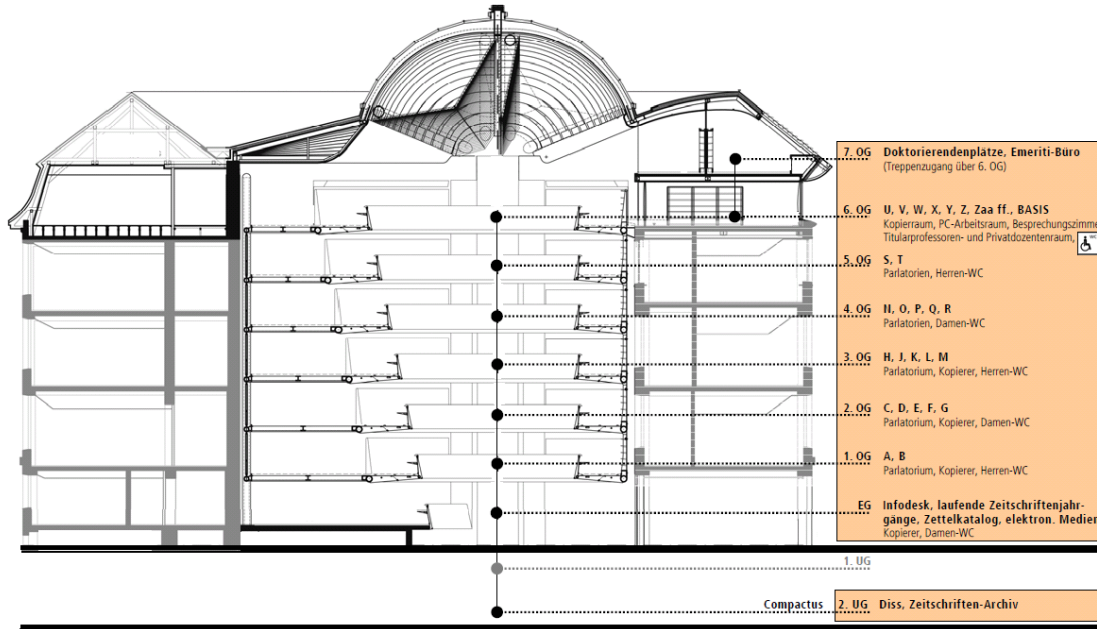 7. OG Doktorierendenplätze, Emeriti-Büro
(Treppenzugang über 6. OG)
6. OG U, V, W, X, Y, Z, Zaa ff., BASIS
Kopierraum, PC-Arbeitsraum, Besprechungszimme
Titularprofessoren- und Privatdozentenraum,
5. OG S, T
Parlatorien, Herren-WC
4. OG N, O, P, Q, R
Parlatorien, Damen-WC
3. OG H, J, K, L, M
Parlatorium, Kopierer, Herren-WC
2. OG C, D, E, F, G
Parlatorium, Kopierer, Damen-WC
1. OG A, B
Parlatorium, Kopierer, Herren-WC
EG Infodesk, laufende Zeitschriftenjahr-
gänge, Zettelkatalog, elektron. Medien
Kopierer, Damen-WC
1. UG
Compactus 2. UG Diss, Zeitschriften-Archiv